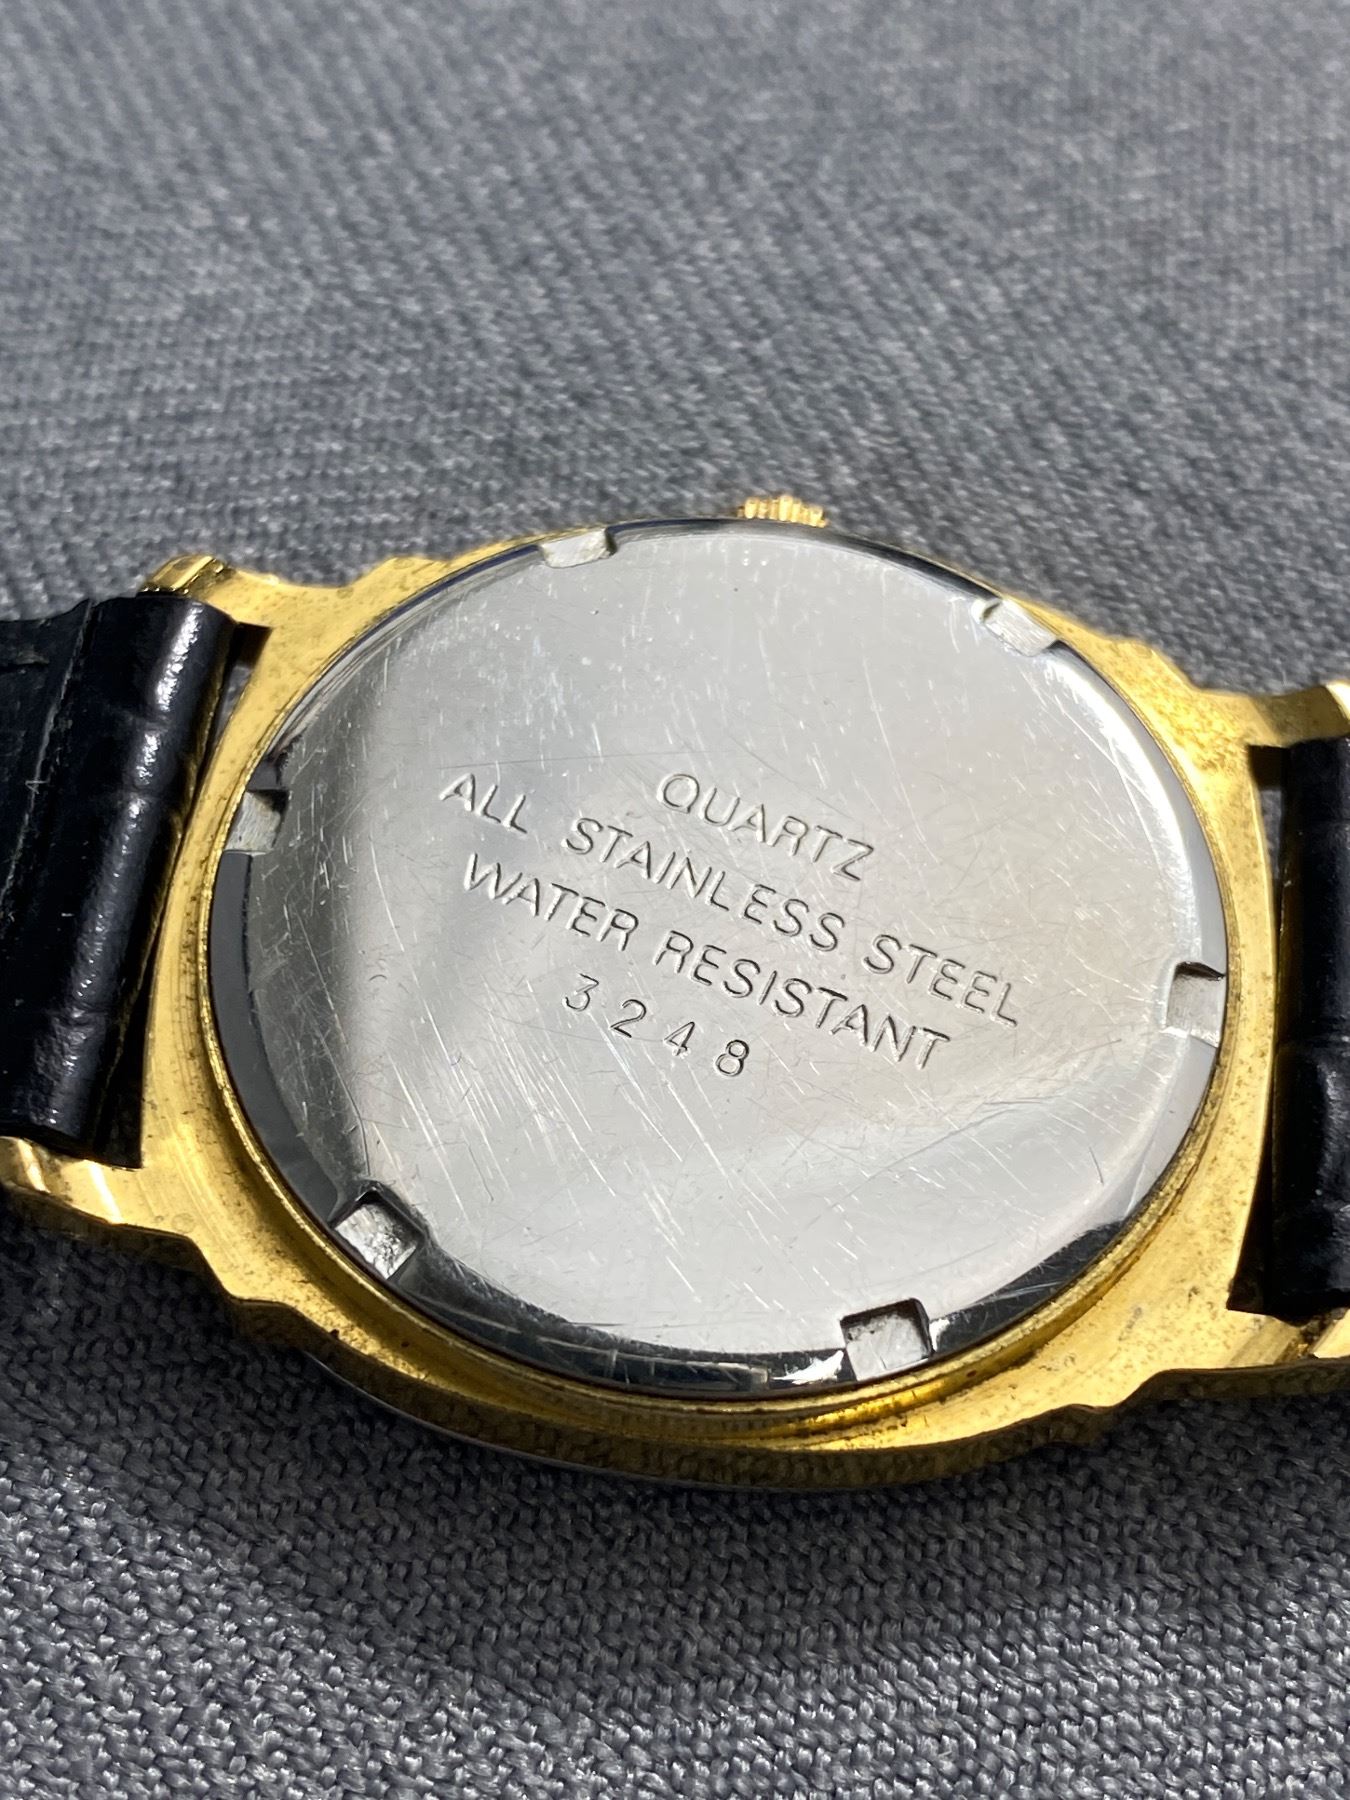 QUARTZ
ALL STAINLESS STEEL
WATER RESISTANT
3248